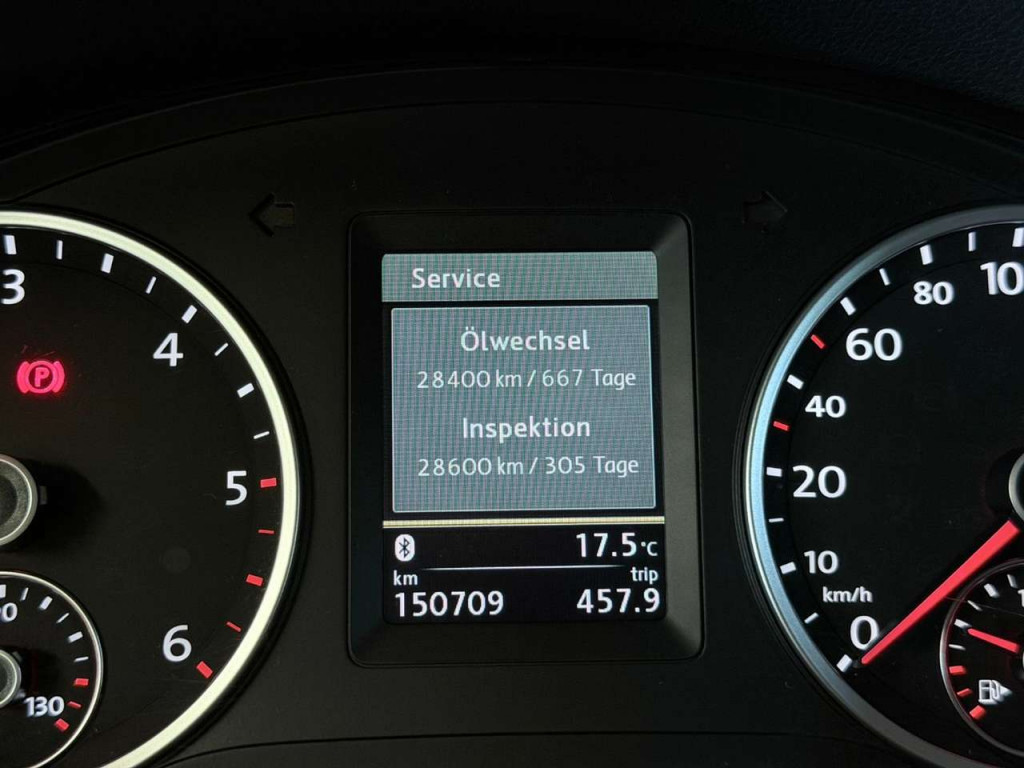 Service
Ölwechsel
28400 km / 667 Tage
Inspektion
28600 km / 305 Tage
17.5°C
km
trip
150709
457.9
3
4
5
6
P
130
0
10
20
40
60
80
km/h